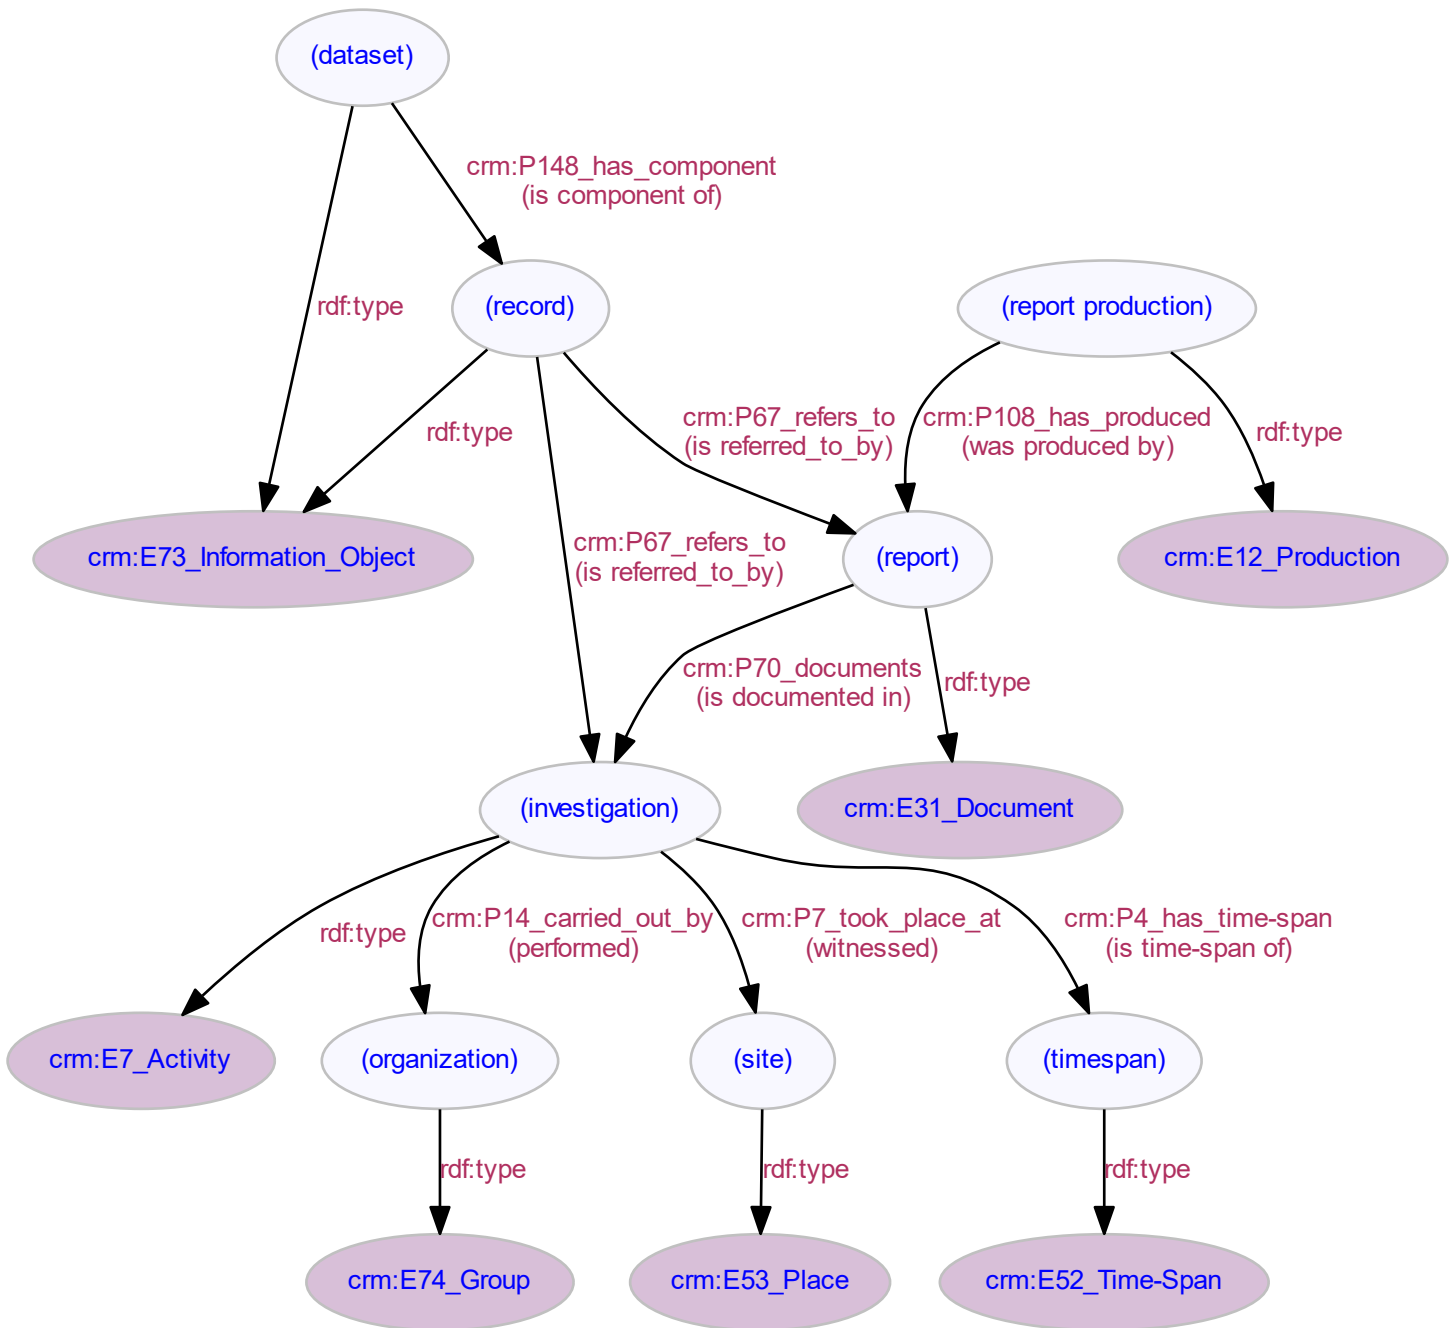 (dataset)
crm:P148_has_component
(is component of)
rdf:type
(record)
(report production)
rdf:type
crm:P67_refers_to
(is referred_to_by)
crm:P108_has_produced
(was produced by)
rdf:type
crm:E73_Information_Object
crm:P67_refers_to
(is referred_to_by)
(report)
crm:E12_Production
crm:P70_documents
(is documented in)
rdf:type
(investigation)
crm:E31_Document
rdf:type
crm:P14_carried_out_by
(performed)
crm:P7_took_place_at
(witnessed)
crm:P4_has_time-span
(is time-span of)
crm:E7_Activity
(organization)
(site)
(timespan)
rdf:type
rdf:type
rdf:type
crm:E74_Group
crm:E53_Place
crm:E52_Time-Span